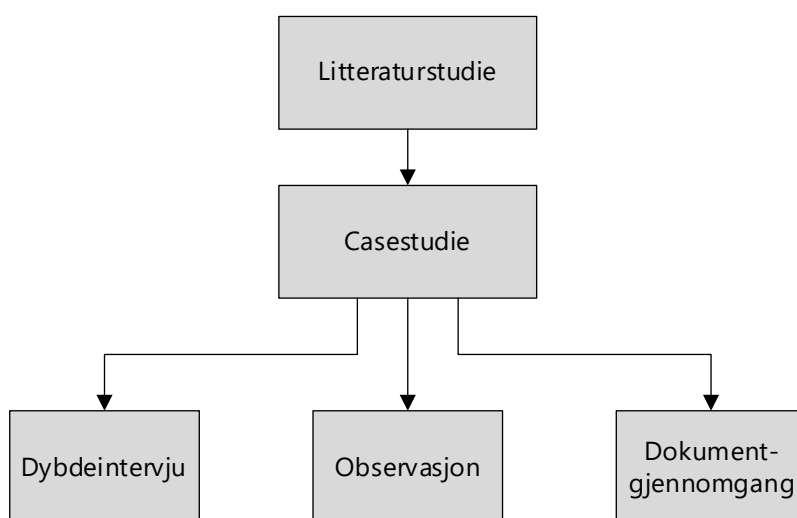 Litteraturstudie
Casestudie
Dybdeintervju
Observasjon
Dokument-
gjennomgang